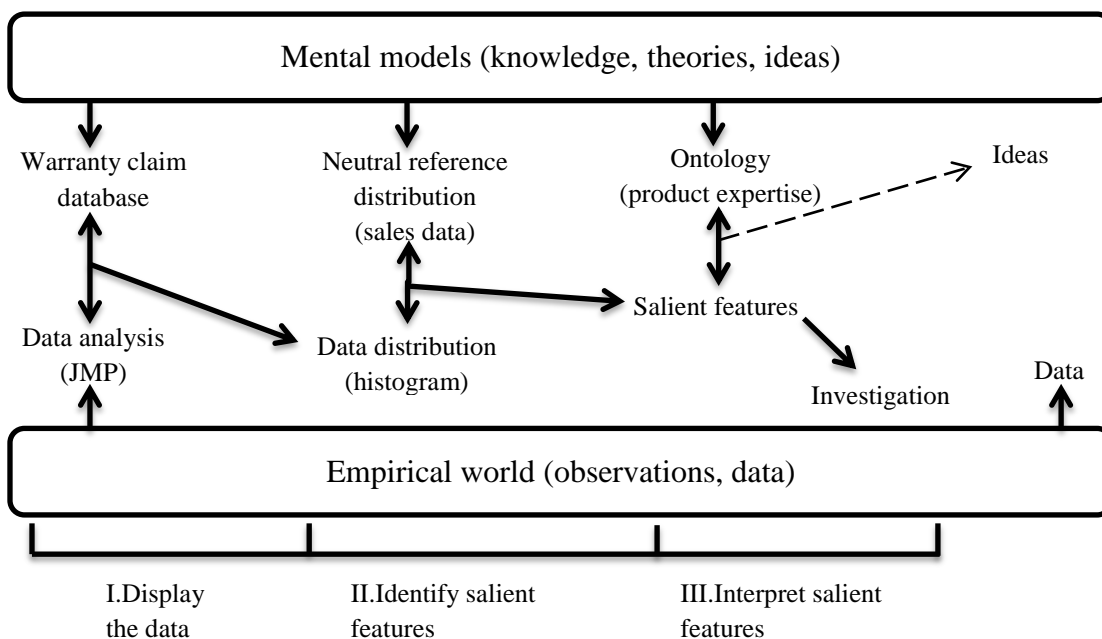 Mental models (knowledge, theories, ideas)
Warranty claim
database
Neutral reference
distribution
(sales data)
Ontology
(product expertise)
Ideas
Data analysis
(JMP)
Data distribution
(histogram)
Salient features
Investigation
Data
Empirical world (observations, data)
I.Display
the data
II.Identify salient
features
III.Interpret salient
features